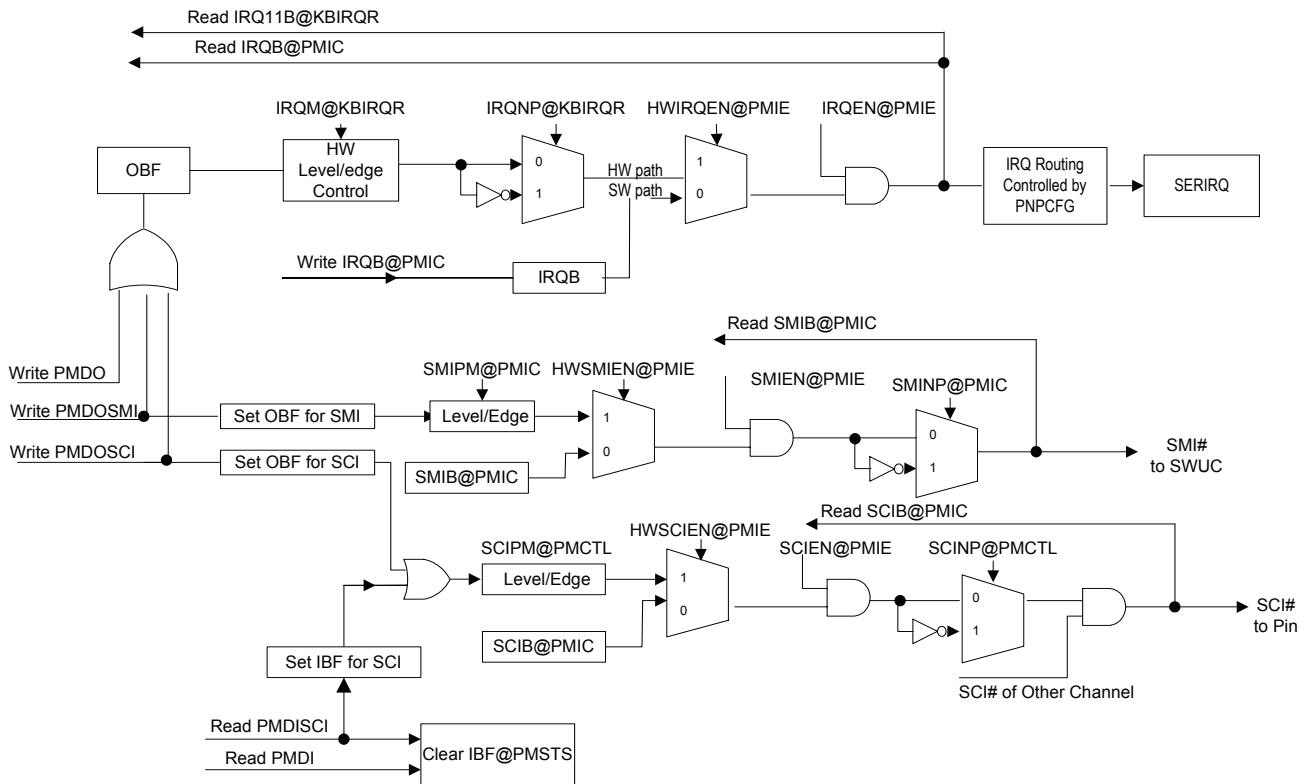 Read IRQ11B@KBIRQR
Read IRQB@PMIC
IRQM@KBIRQR
IRQNP@KBIRQR
HWIRQEN@PMIE
IRQEN@PMIE
OBF
HW
Level/edge
Control
0
1
HW path
SW path
1
0
IRQ Routing
Controlled by
PNPCFG
SERIRQ
Write IRQB@PMIC
IRQB
Read SMIB@PMIC
Write PMDO
SMIPM@PMIC
HWSMIEN@PMIE
SMIEN@PMIE
SMINP@PMIC
Write PMDOSMI
Set OBF for SMI
Level/Edge
1
0
0
1
SMI#
to SWUC
Write PMDOSCI
Set OBF for SCI
SMIB@PMIC
Read SCIB@PMIC
HWSCIEN@PMIE
SCIPM@PMCTL
SCIEN@PMIE
SCINP@PMCTL
Level/Edge
1
0
0
1
SCI#
to Pin
SCIB@PMIC
Set IBF for SCI
SCI# of Other Channel
Read PMDISCI
Read PMDI
Clear IBF@PMSTS